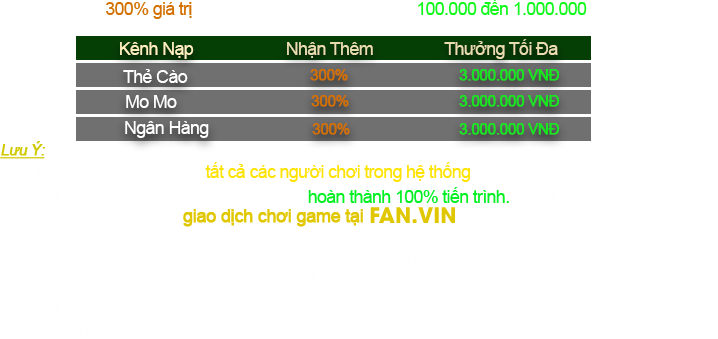 300% giá trị 100.000 đến 1.000.000
Kênh Nạp Nhận Thêm Thưởng Tối Đa
Thẻ Cào 300% 3.000.000 VNĐ
Mo Mo 300% 3.000.000 VNĐ
Ngân Hàng 300% 3.000.000 VNĐ
Lưu Ý:
tất cả các người chơi trong hệ thống
hoàn thành 100% tiến trình.
giao dịch chơi game tại FAN.VIN